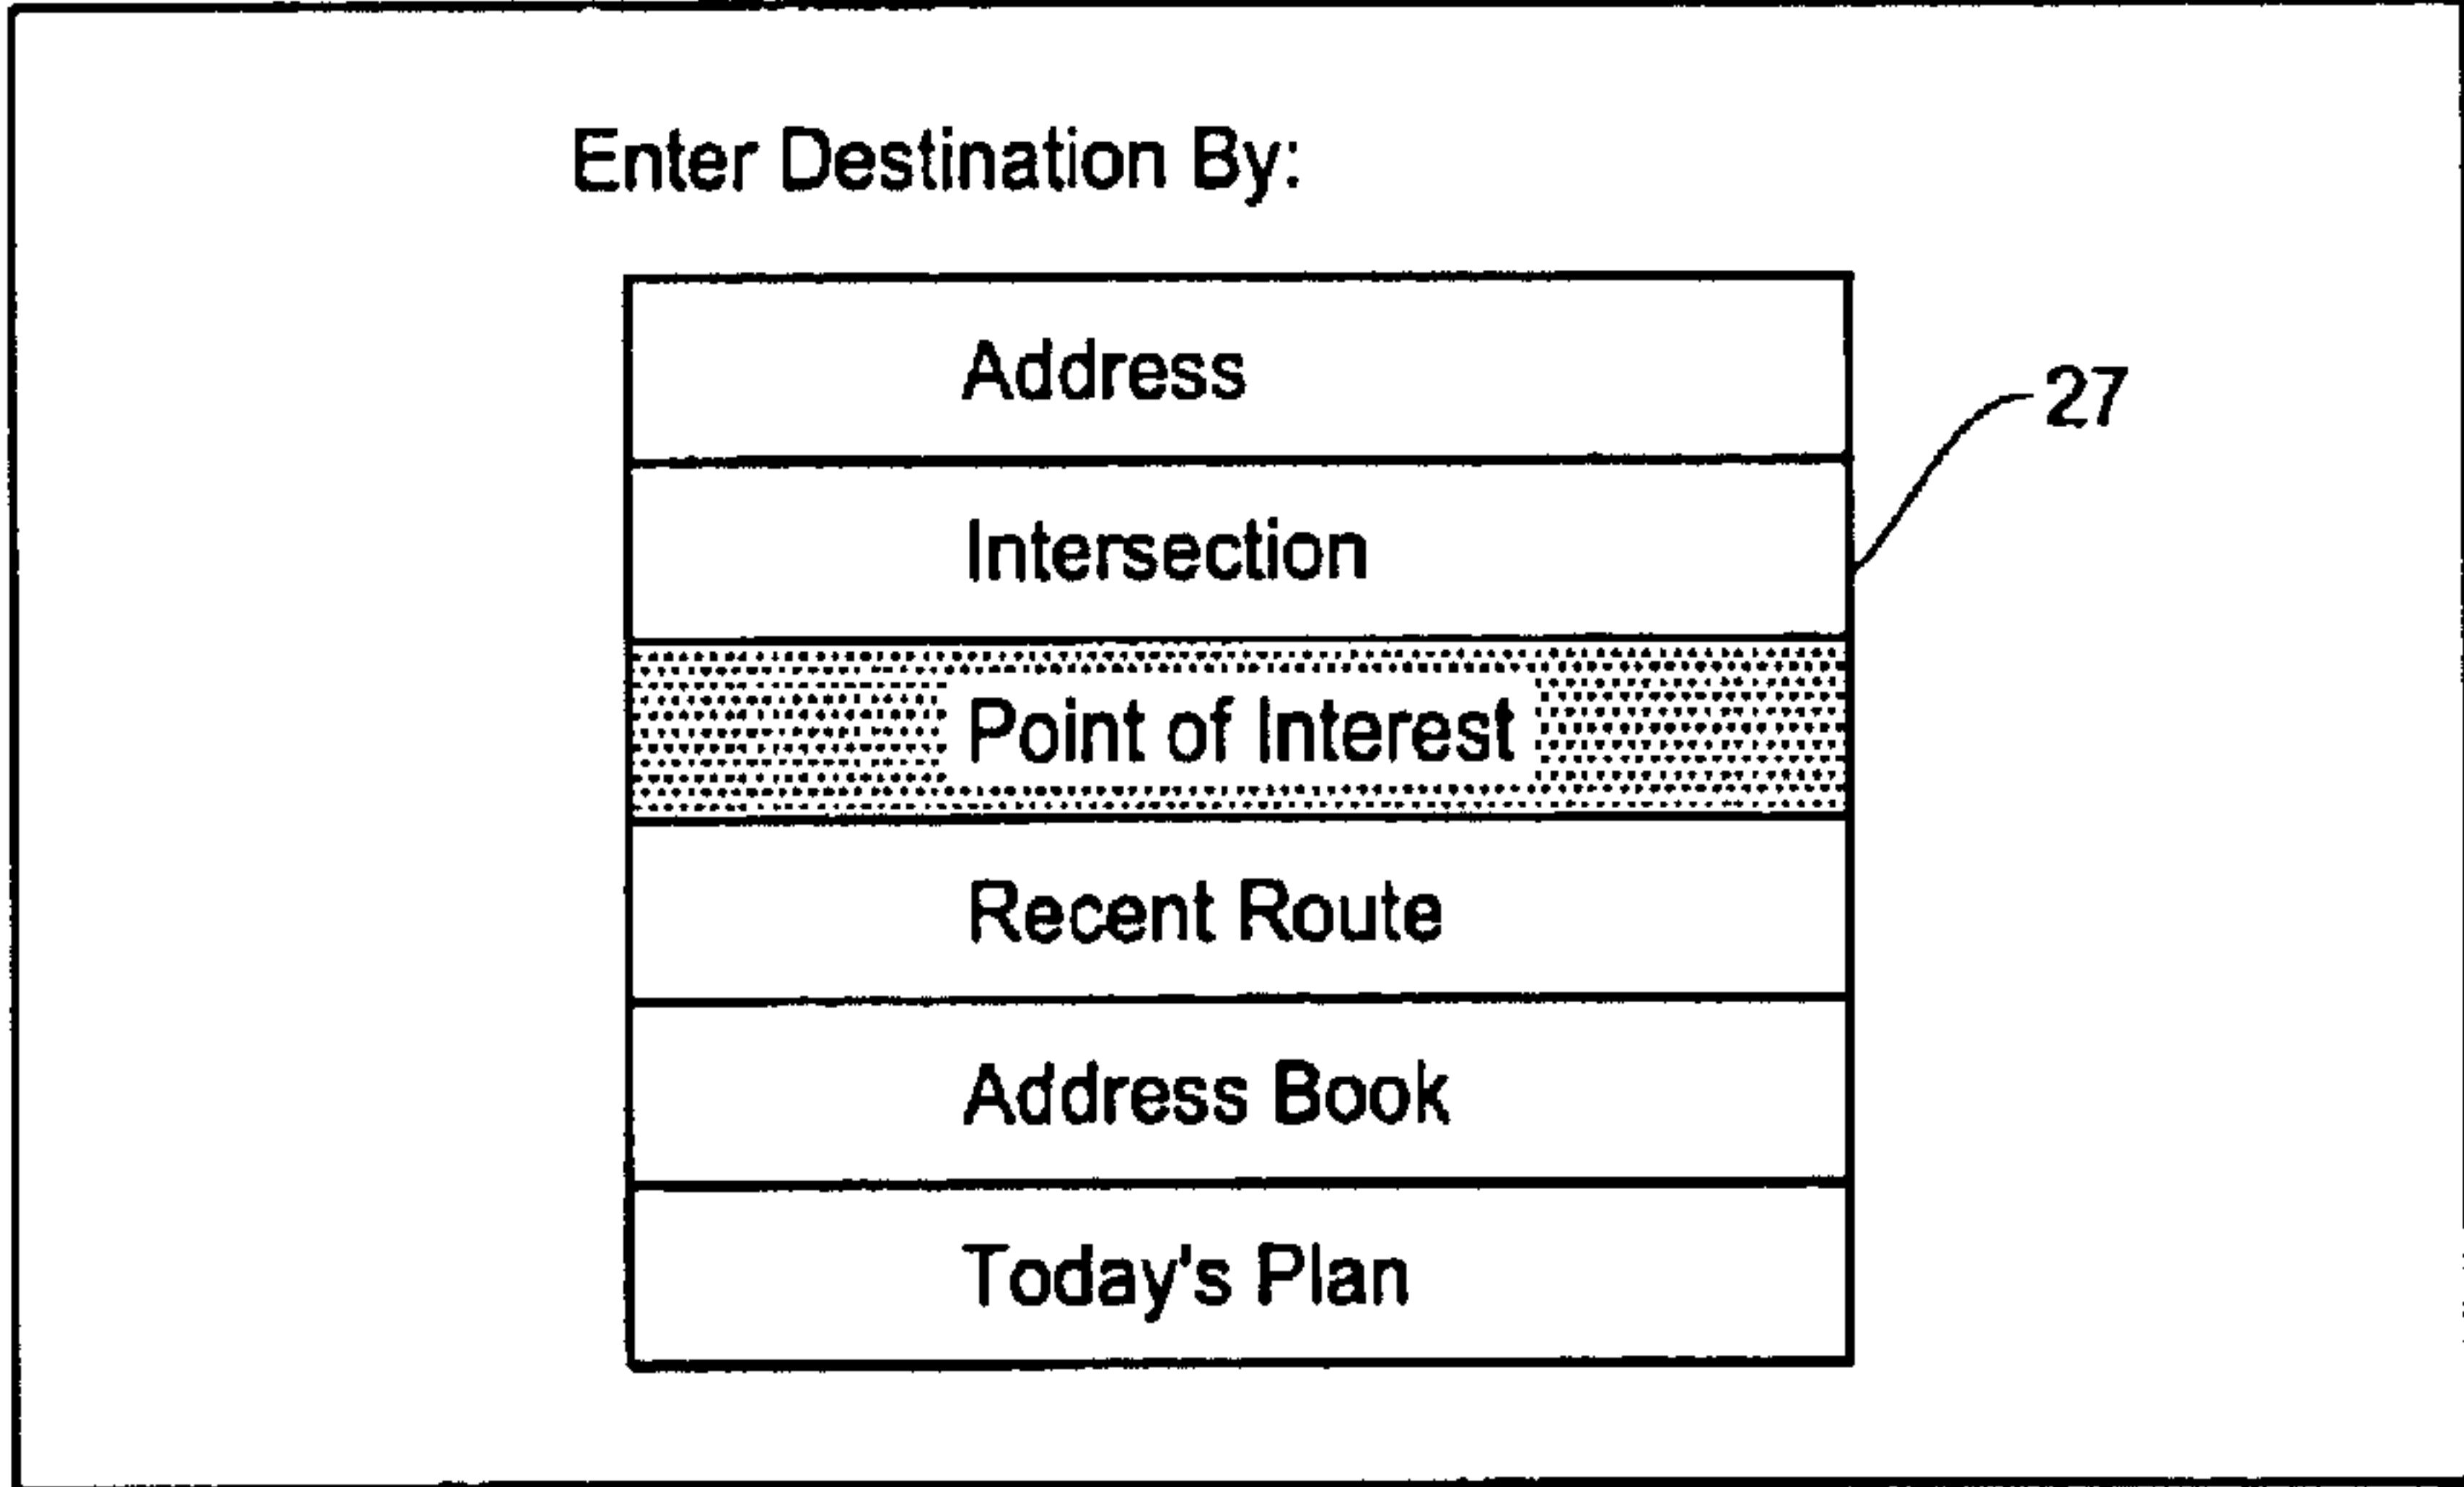 Enter Destination By:
Address
27
Intersection
Point of Interest
Recent Route
Address Book
Today's Plan